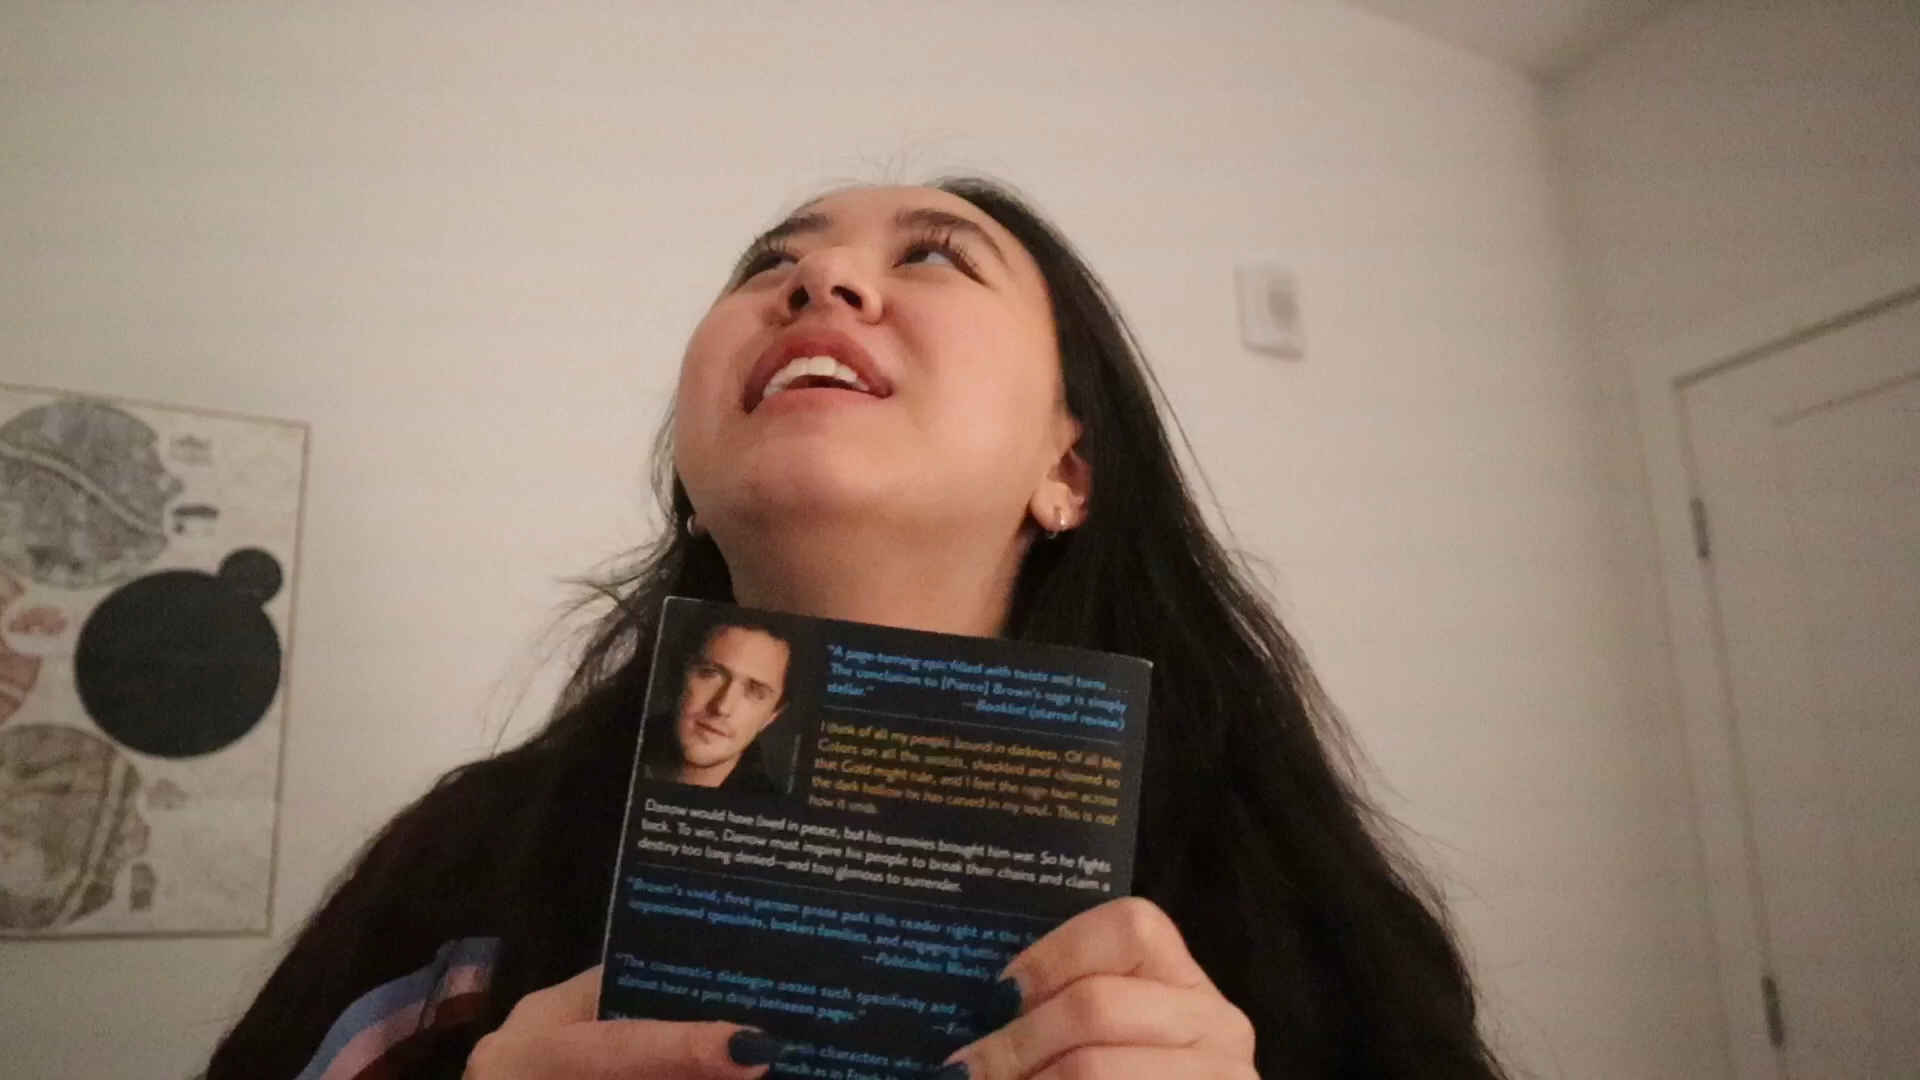 "A page-turning epic filled with twists and turns . . .
The conclusion to [Pierce] Brown's saga is simply
stellar."
—Booklist (starred review)
I think of all my people bound in darkness. Of all the
Colors on all the worlds, shackled and chained so
that Gold might rule, and I feel the rage burn across
the dark hollow he has carved in my soul. This is not
how it ends.
Darrow would have lived in peace, but his enemies brought him war. So he fights
back. To win, Darrow must inspire his people to break their chains and claim a
destiny too long denied—and too glorious to surrender.
"Brown's vivid, first-person prose puts the reader right at the
impassioned speeches, broken families, and engaging battle
—Publishers Weekly
"The cinematic dialogue oozes such specificity and
almost hear a pin drop between pages."
characters who
much as in